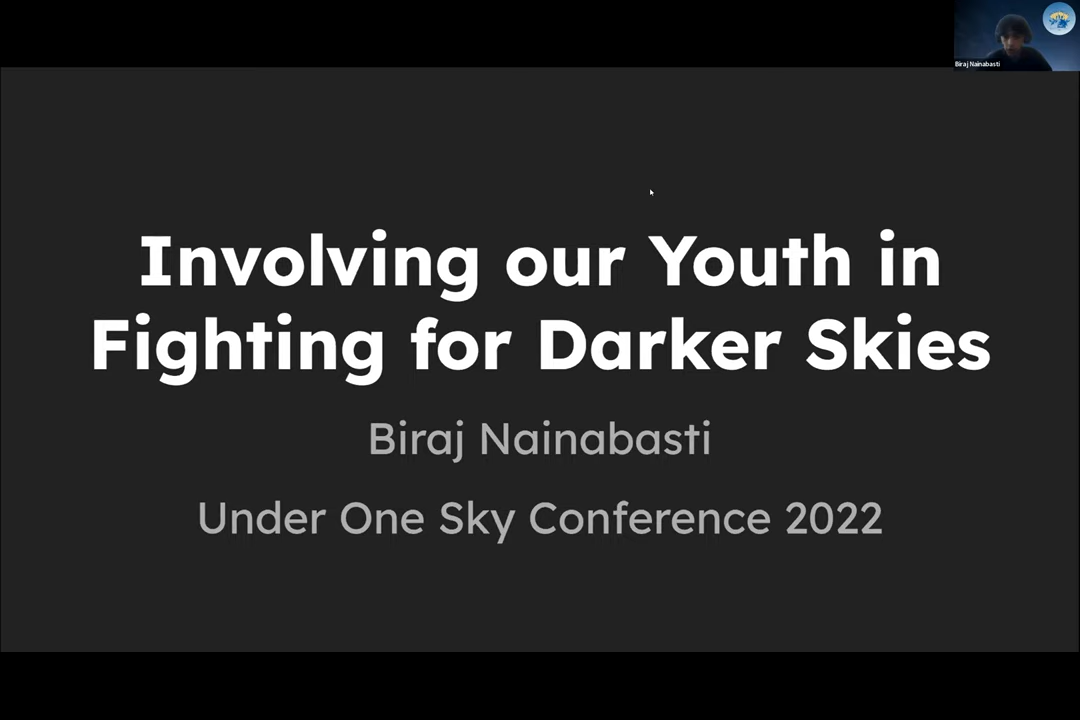 Biraj Nainabasti
Involving our Youth in
Fighting for Darker Skies
Biraj Nainabasti
Under One Sky Conference 2022